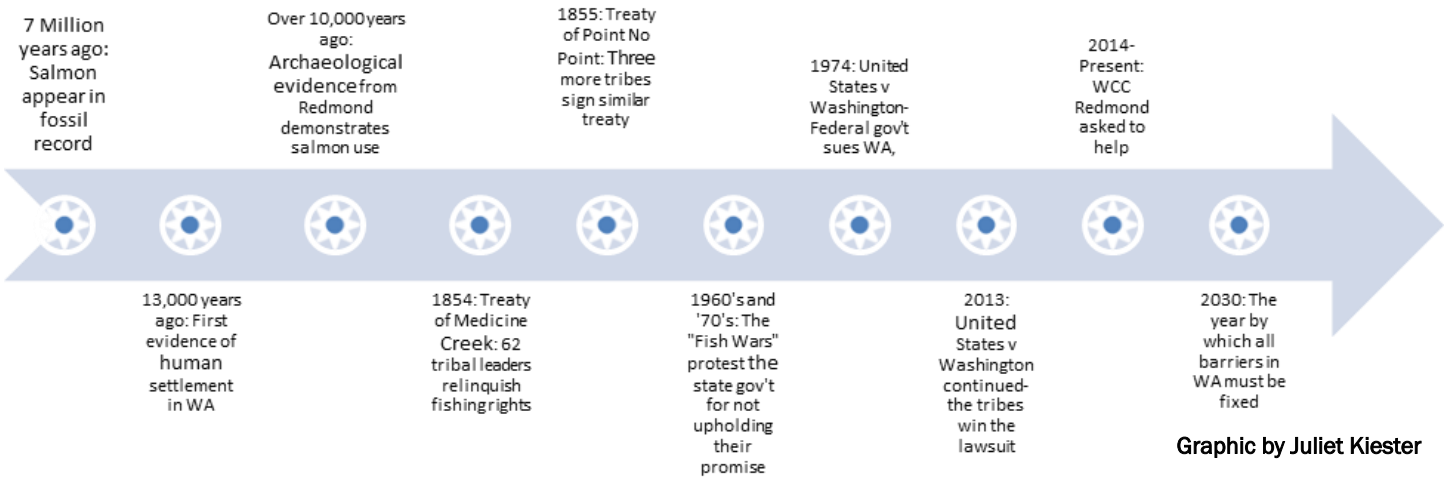 7 Million
years ago:
Salmon
appear in
fossil
record
13,000 years
ago: First
evidence of
human
settlement
in WA
Over 10,000 years
ago:
Archaeological
evidence from
Redmond
demonstrates
salmon use
1854: Treaty
of Medicine
Creek: 62
tribal leaders
relinquish
fishing rights
1855: Treaty
of Point No
Point: Three
more tribes
sign similar
treaty
1960's and
'70's: The
"Fish Wars"
protest the
state gov't
for not
upholding
their
promise
1974: United
States v
Washington-
Federal gov't
sues WA,
2013:
United
States v
Washington
continued-
the tribes
win the
lawsuit
2014-
Present:
WCC
Redmond
asked to
help
2030: The
year by
which all
barriers in
WA must be
fixed
Graphic by Juliet Kiester